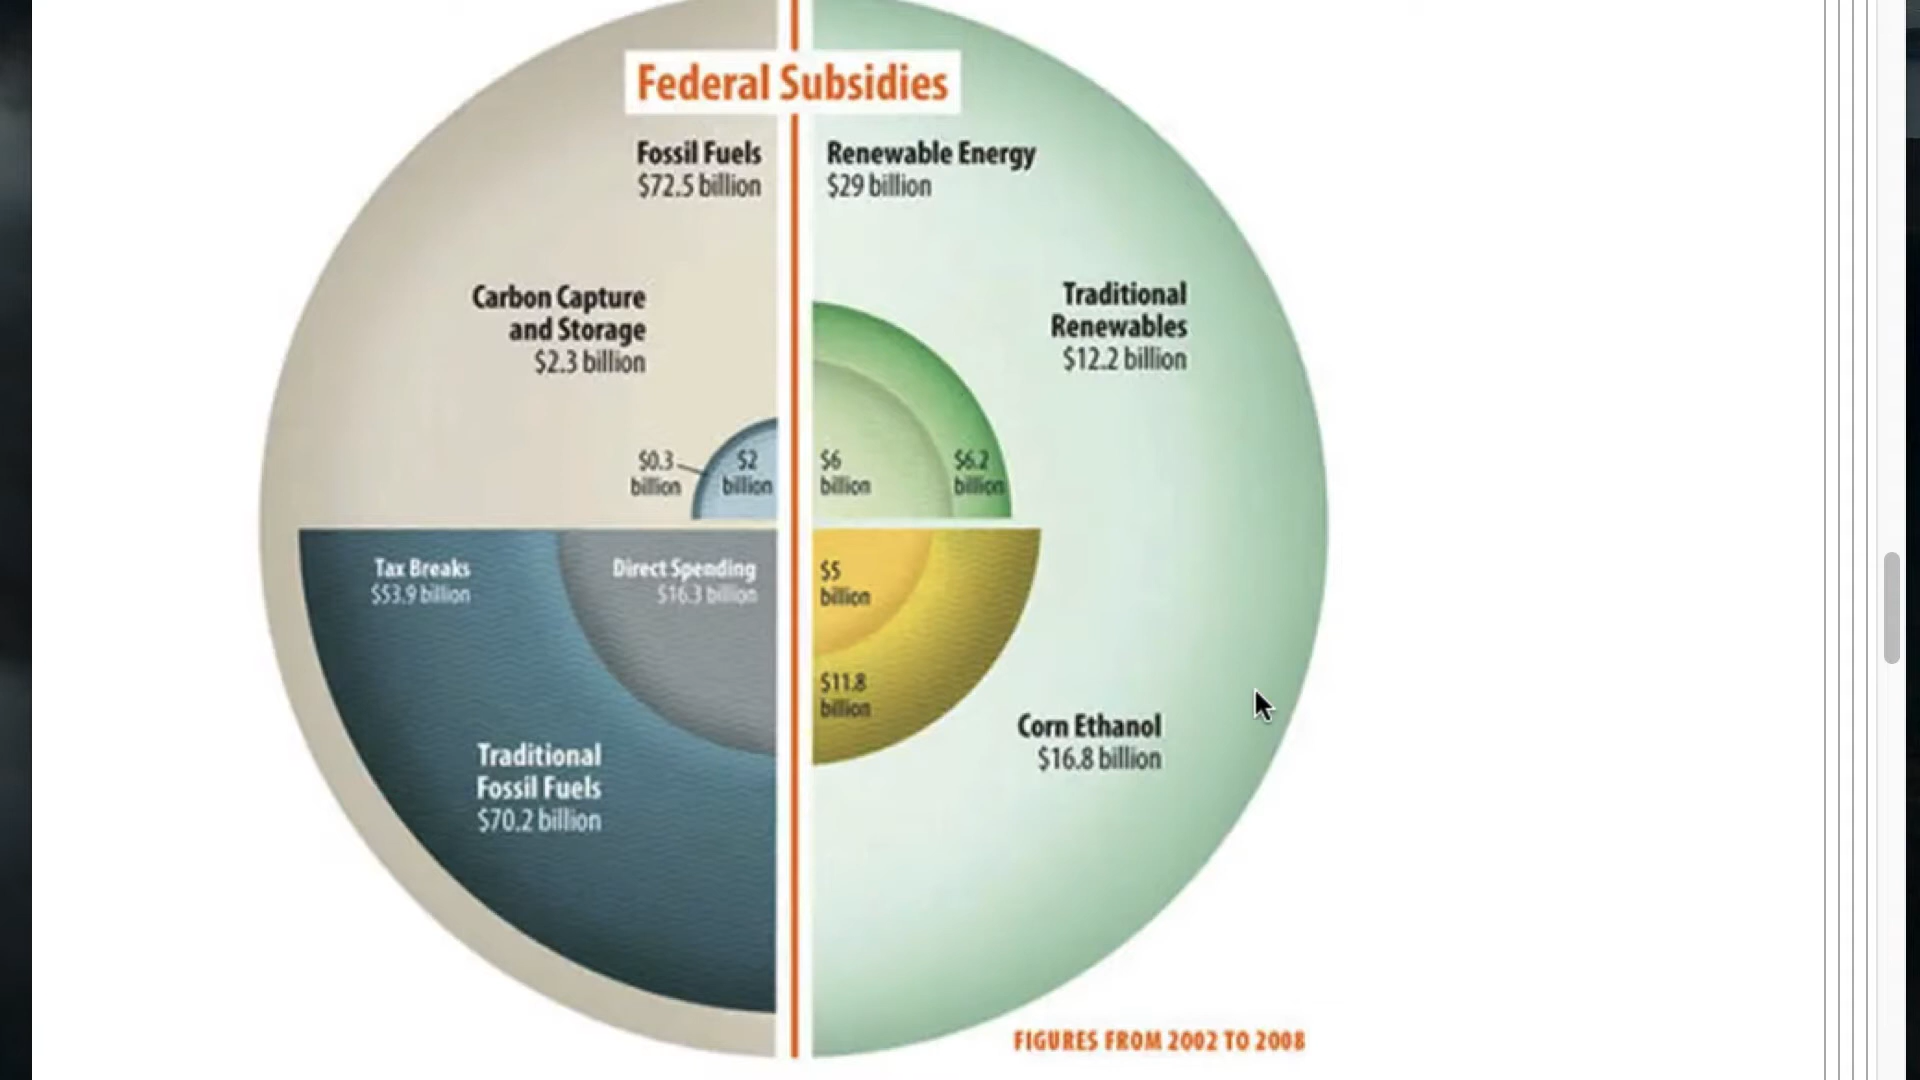 Federal Subsidies
Fossil Fuels
$72.5 billion
Renewable Energy
$29 billion
Carbon Capture
and Storage
$2.3 billion
Traditional
Renewables
$12.2 billion
$0.3
billion
$2
billion
$6
billion
$6.2
billion
Tax Breaks
$53.9 billion
Direct Spending
$16.3 billion
$5
billion
$11.8
billion
Traditional
Fossil Fuels
$70.2 billion
Corn Ethanol
$16.8 billion
FIGURES FROM 2002 TO 2008